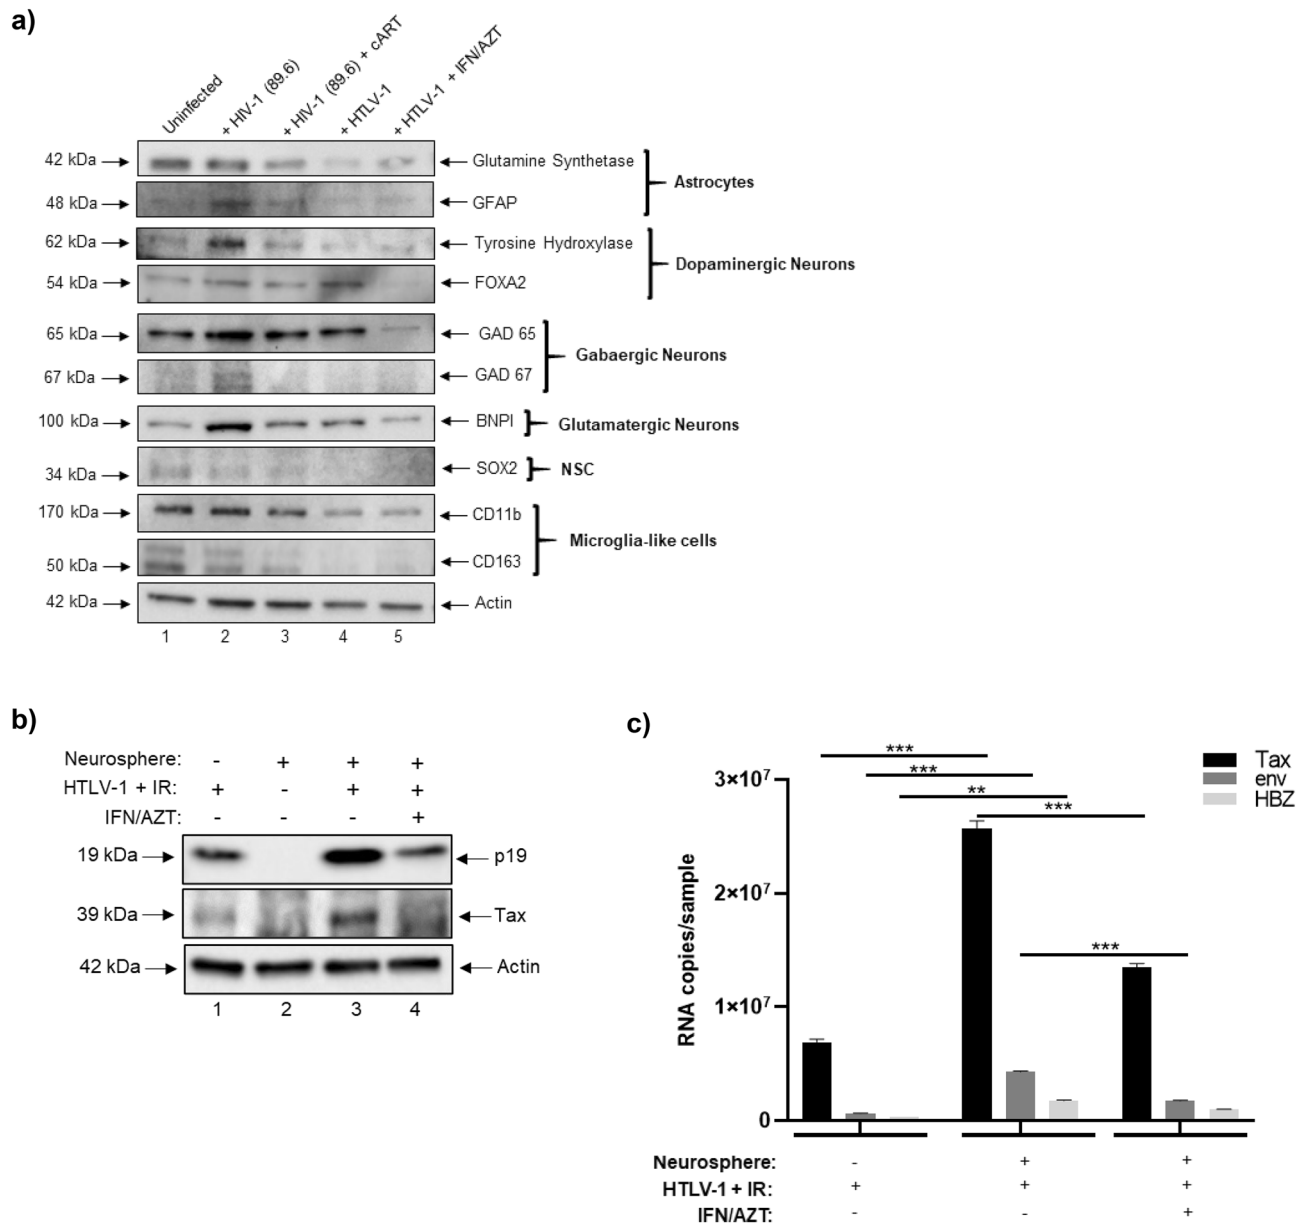 a)
Uninfected
+ HIV-1 (89.6)
+ HIV-1 (89.6) + cART
+ HTLV-1
+ HTLV-1 + IFN/AZT
42 kDa Glutamine Synthetase
Astrocytes
48 kDa GFAP
62 kDa Tyrosine Hydroxylase
Dopaminergic Neurons
54 kDa FOXA2
65 kDa GAD 65
Gabaergic Neurons
67 kDa GAD 67
100 kDa BNPI Glutamatergic Neurons
34 kDa SOX2 NSC
170 kDa CD11b
Microglia-like cells
50 kDa CD163
42 kDa Actin
1 2 3 4 5
b)
Neurosphere: - + + +
HTLV-1 + IR: + - + +
IFN/AZT: - - - +
19 kDa p19
39 kDa Tax
42 kDa Actin
1 2 3 4
c)
*** 
***
**
***
***
Tax
env
HBZ
RNA copies/sample
3×10⁷
2×10⁷
1×10⁷
0
Neurosphere: - + +
HTLV-1 + IR: + + +
IFN/AZT: - - +